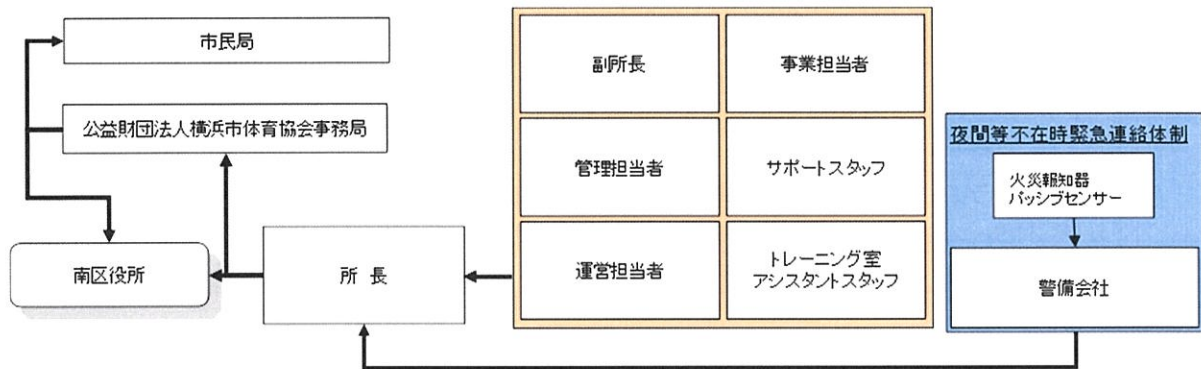 市民局
公益財団法人横浜市体育協会事務局
南区役所
所 長
副所長
事業担当者
管理担当者
サポートスタッフ
運営担当者
トレーニング室
アシスタントスタッフ
夜間等不在時緊急連絡体制
火災報知器
パッシブセンサー
警備会社